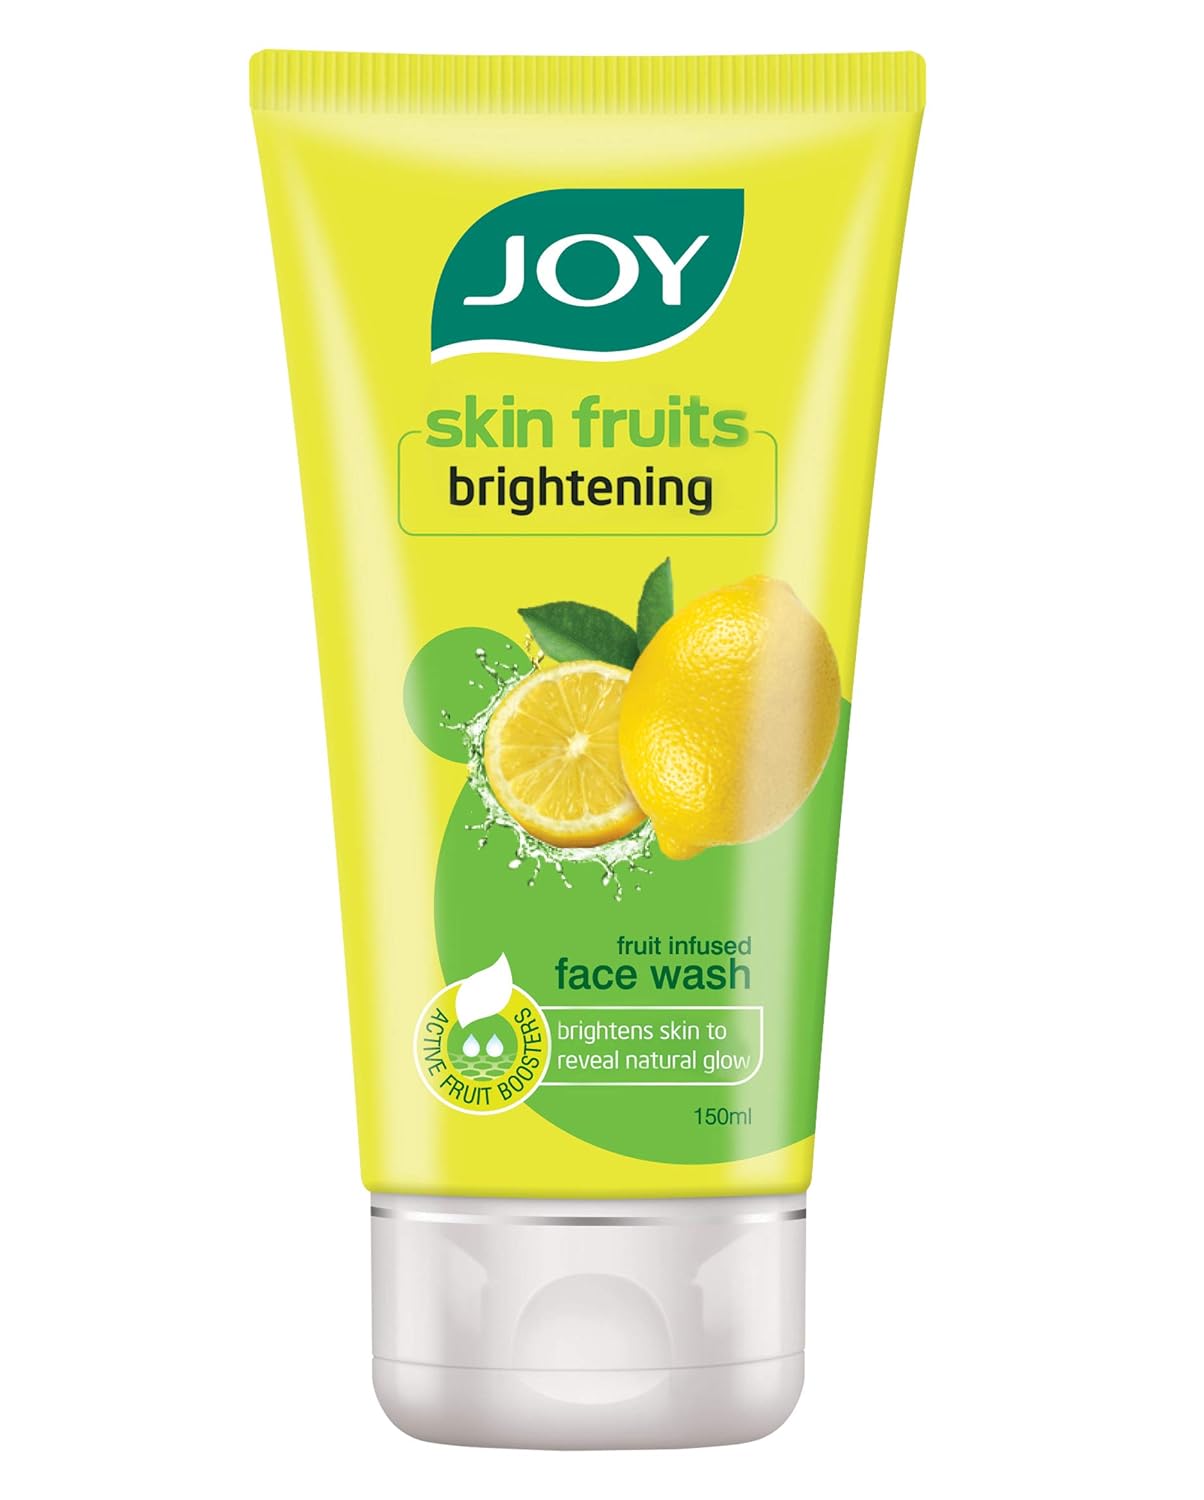 JOY
skin fruits
brightening
fruit infused
face wash
ACTIVE FRUIT BOOSTERS
brightens skin to
reveal natural glow
150ml